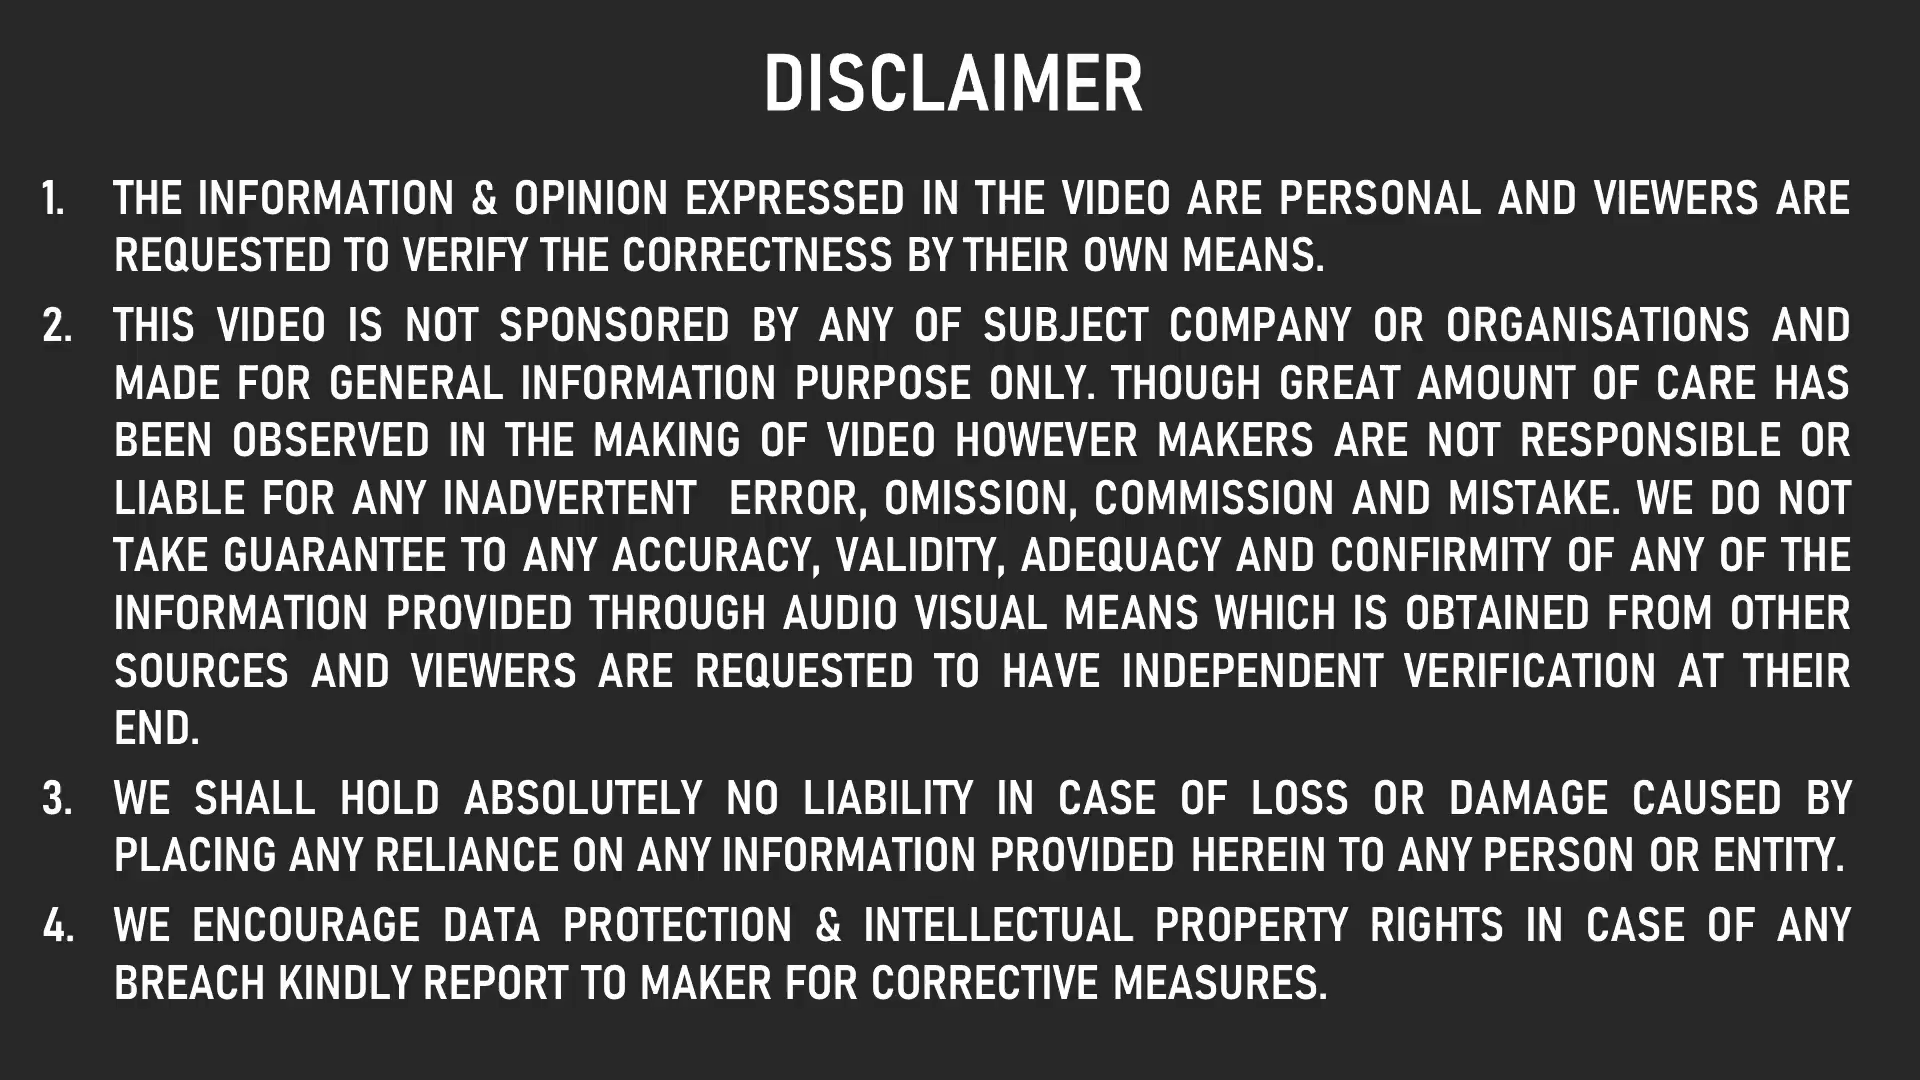 DISCLAIMER
1. THE INFORMATION & OPINION EXPRESSED IN THE VIDEO ARE PERSONAL AND VIEWERS ARE
REQUESTED TO VERIFY THE CORRECTNESS BY THEIR OWN MEANS.
2. THIS VIDEO IS NOT SPONSORED BY ANY OF SUBJECT COMPANY OR ORGANISATIONS AND
MADE FOR GENERAL INFORMATION PURPOSE ONLY. THOUGH GREAT AMOUNT OF CARE HAS
BEEN OBSERVED IN THE MAKING OF VIDEO HOWEVER MAKERS ARE NOT RESPONSIBLE OR
LIABLE FOR ANY INADVERTENT ERROR, OMISSION, COMMISSION AND MISTAKE. WE DO NOT
TAKE GUARANTEE TO ANY ACCURACY, VALIDITY, ADEQUACY AND CONFIRMITY OF ANY OF THE
INFORMATION PROVIDED THROUGH AUDIO VISUAL MEANS WHICH IS OBTAINED FROM OTHER
SOURCES AND VIEWERS ARE REQUESTED TO HAVE INDEPENDENT VERIFICATION AT THEIR
END.
3. WE SHALL HOLD ABSOLUTELY NO LIABILITY IN CASE OF LOSS OR DAMAGE CAUSED BY
PLACING ANY RELIANCE ON ANY INFORMATION PROVIDED HEREIN TO ANY PERSON OR ENTITY.
4. WE ENCOURAGE DATA PROTECTION & INTELLECTUAL PROPERTY RIGHTS IN CASE OF ANY
BREACH KINDLY REPORT TO MAKER FOR CORRECTIVE MEASURES.